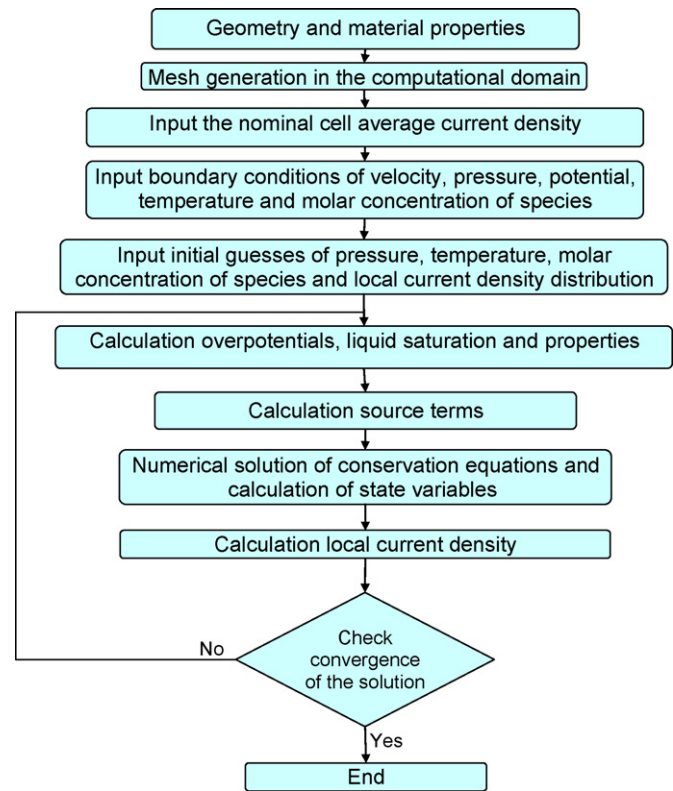 Geometry and material properties
Mesh generation in the computational domain
Input the nominal cell average current density
Input boundary conditions of velocity, pressure, potential,
temperature and molar concentration of species
Input initial guesses of pressure, temperature, molar
concentration of species and local current density distribution
Calculation overpotentials, liquid saturation and properties
Calculation source terms
Numerical solution of conservation equations and
calculation of state variables
Calculation local current density
Check
convergence
of the solution
No
Yes
End